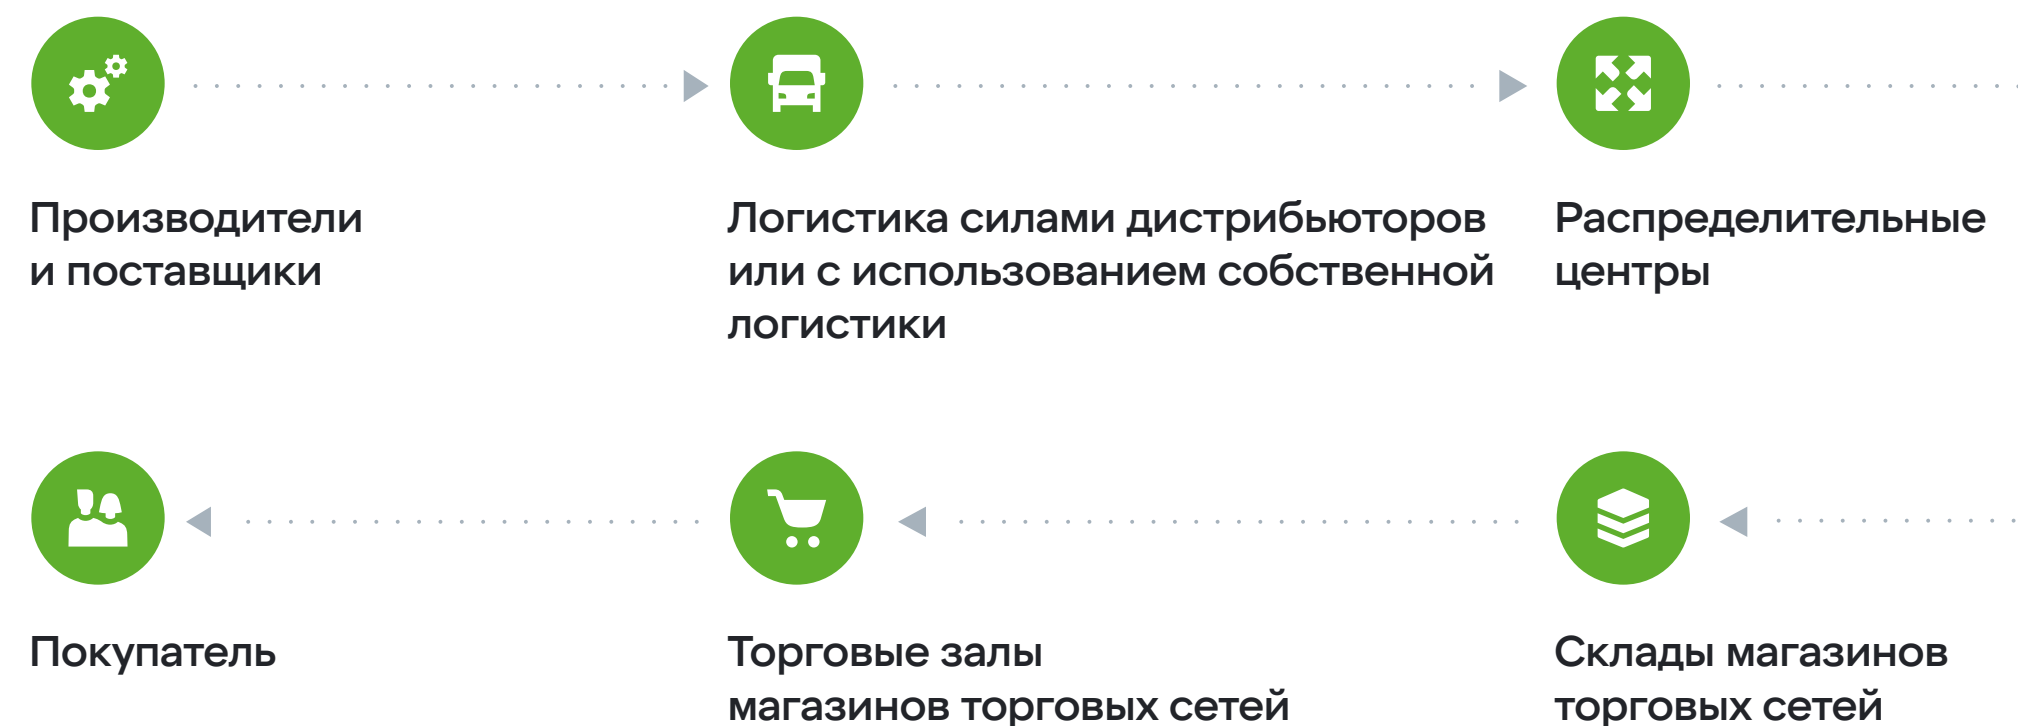 Производители
и поставщики
Логистика силами дистрибьюторов
или с использованием собственной
логистики
Распределительные
центры
Покупатель
Торговые залы
магазинов торговых сетей
Склады магазинов
торговых сетей